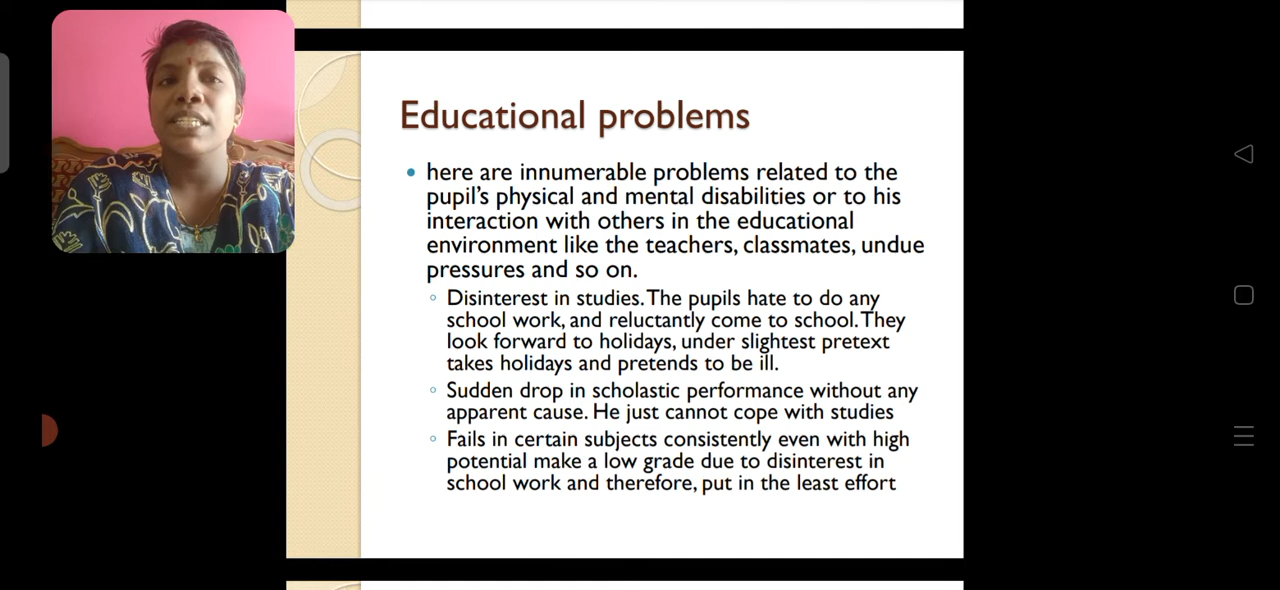 Educational problems
here are innumerable problems related to the
pupil's physical and mental disabilities or to his
interaction with others in the educational
environment like the teachers, classmates, undue
pressures and so on.
Disinterest in studies. The pupils hate to do any
school work, and reluctantly come to school. They
look forward to holidays, under slightest pretext
takes holidays and pretends to be ill.
Sudden drop in scholastic performance without any
apparent cause. He just cannot cope with studies
Fails in certain subjects consistently even with high
potential make a low grade due to disinterest in
school work and therefore, put in the least effort